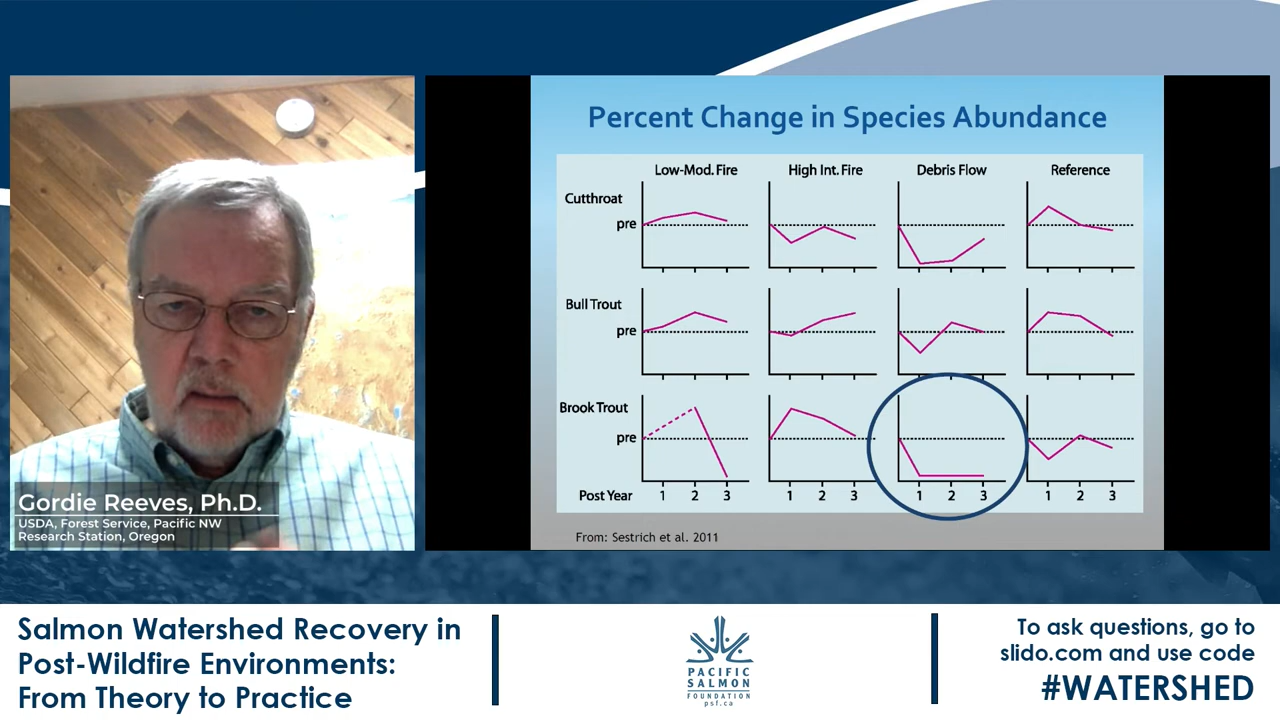 Percent Change in Species Abundance
Low-Mod. Fire High Int. Fire Debris Flow Reference
Cutthroat
pre
Bull Trout
pre
Brook Trout
pre
Post Year 1 2 3 1 2 3 1 2 3 1 2 3
From: Sestrich et al. 2011
Gordie Reeves, Ph.D.
USDA, Forest Service, Pacific NW
Research Station, Oregon
Salmon Watershed Recovery in
Post-Wildfire Environments:
From Theory to Practice
PACIFIC
SALMON
FOUNDATION
psf.ca
To ask questions, go to
slido.com and use code
#WATERSHED